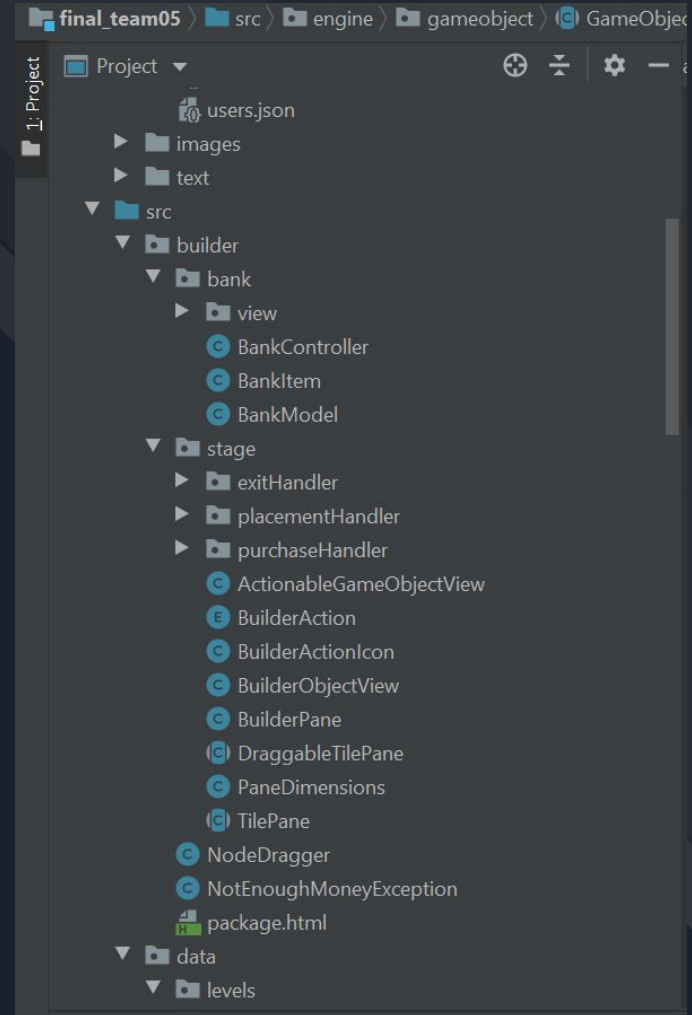 final_team05 src engine gameobject GameObjec
1: Project
Project
users.json
images
text
src
builder
bank
view
BankController
BankItem
BankModel
stage
exitHandler
placementHandler
purchaseHandler
ActionableGameObjectView
BuilderAction
BuilderActionIcon
BuilderObjectView
BuilderPane
DraggableTilePane
PaneDimensions
TilePane
NodeDragger
NotEnoughMoneyException
package.html
data
levels